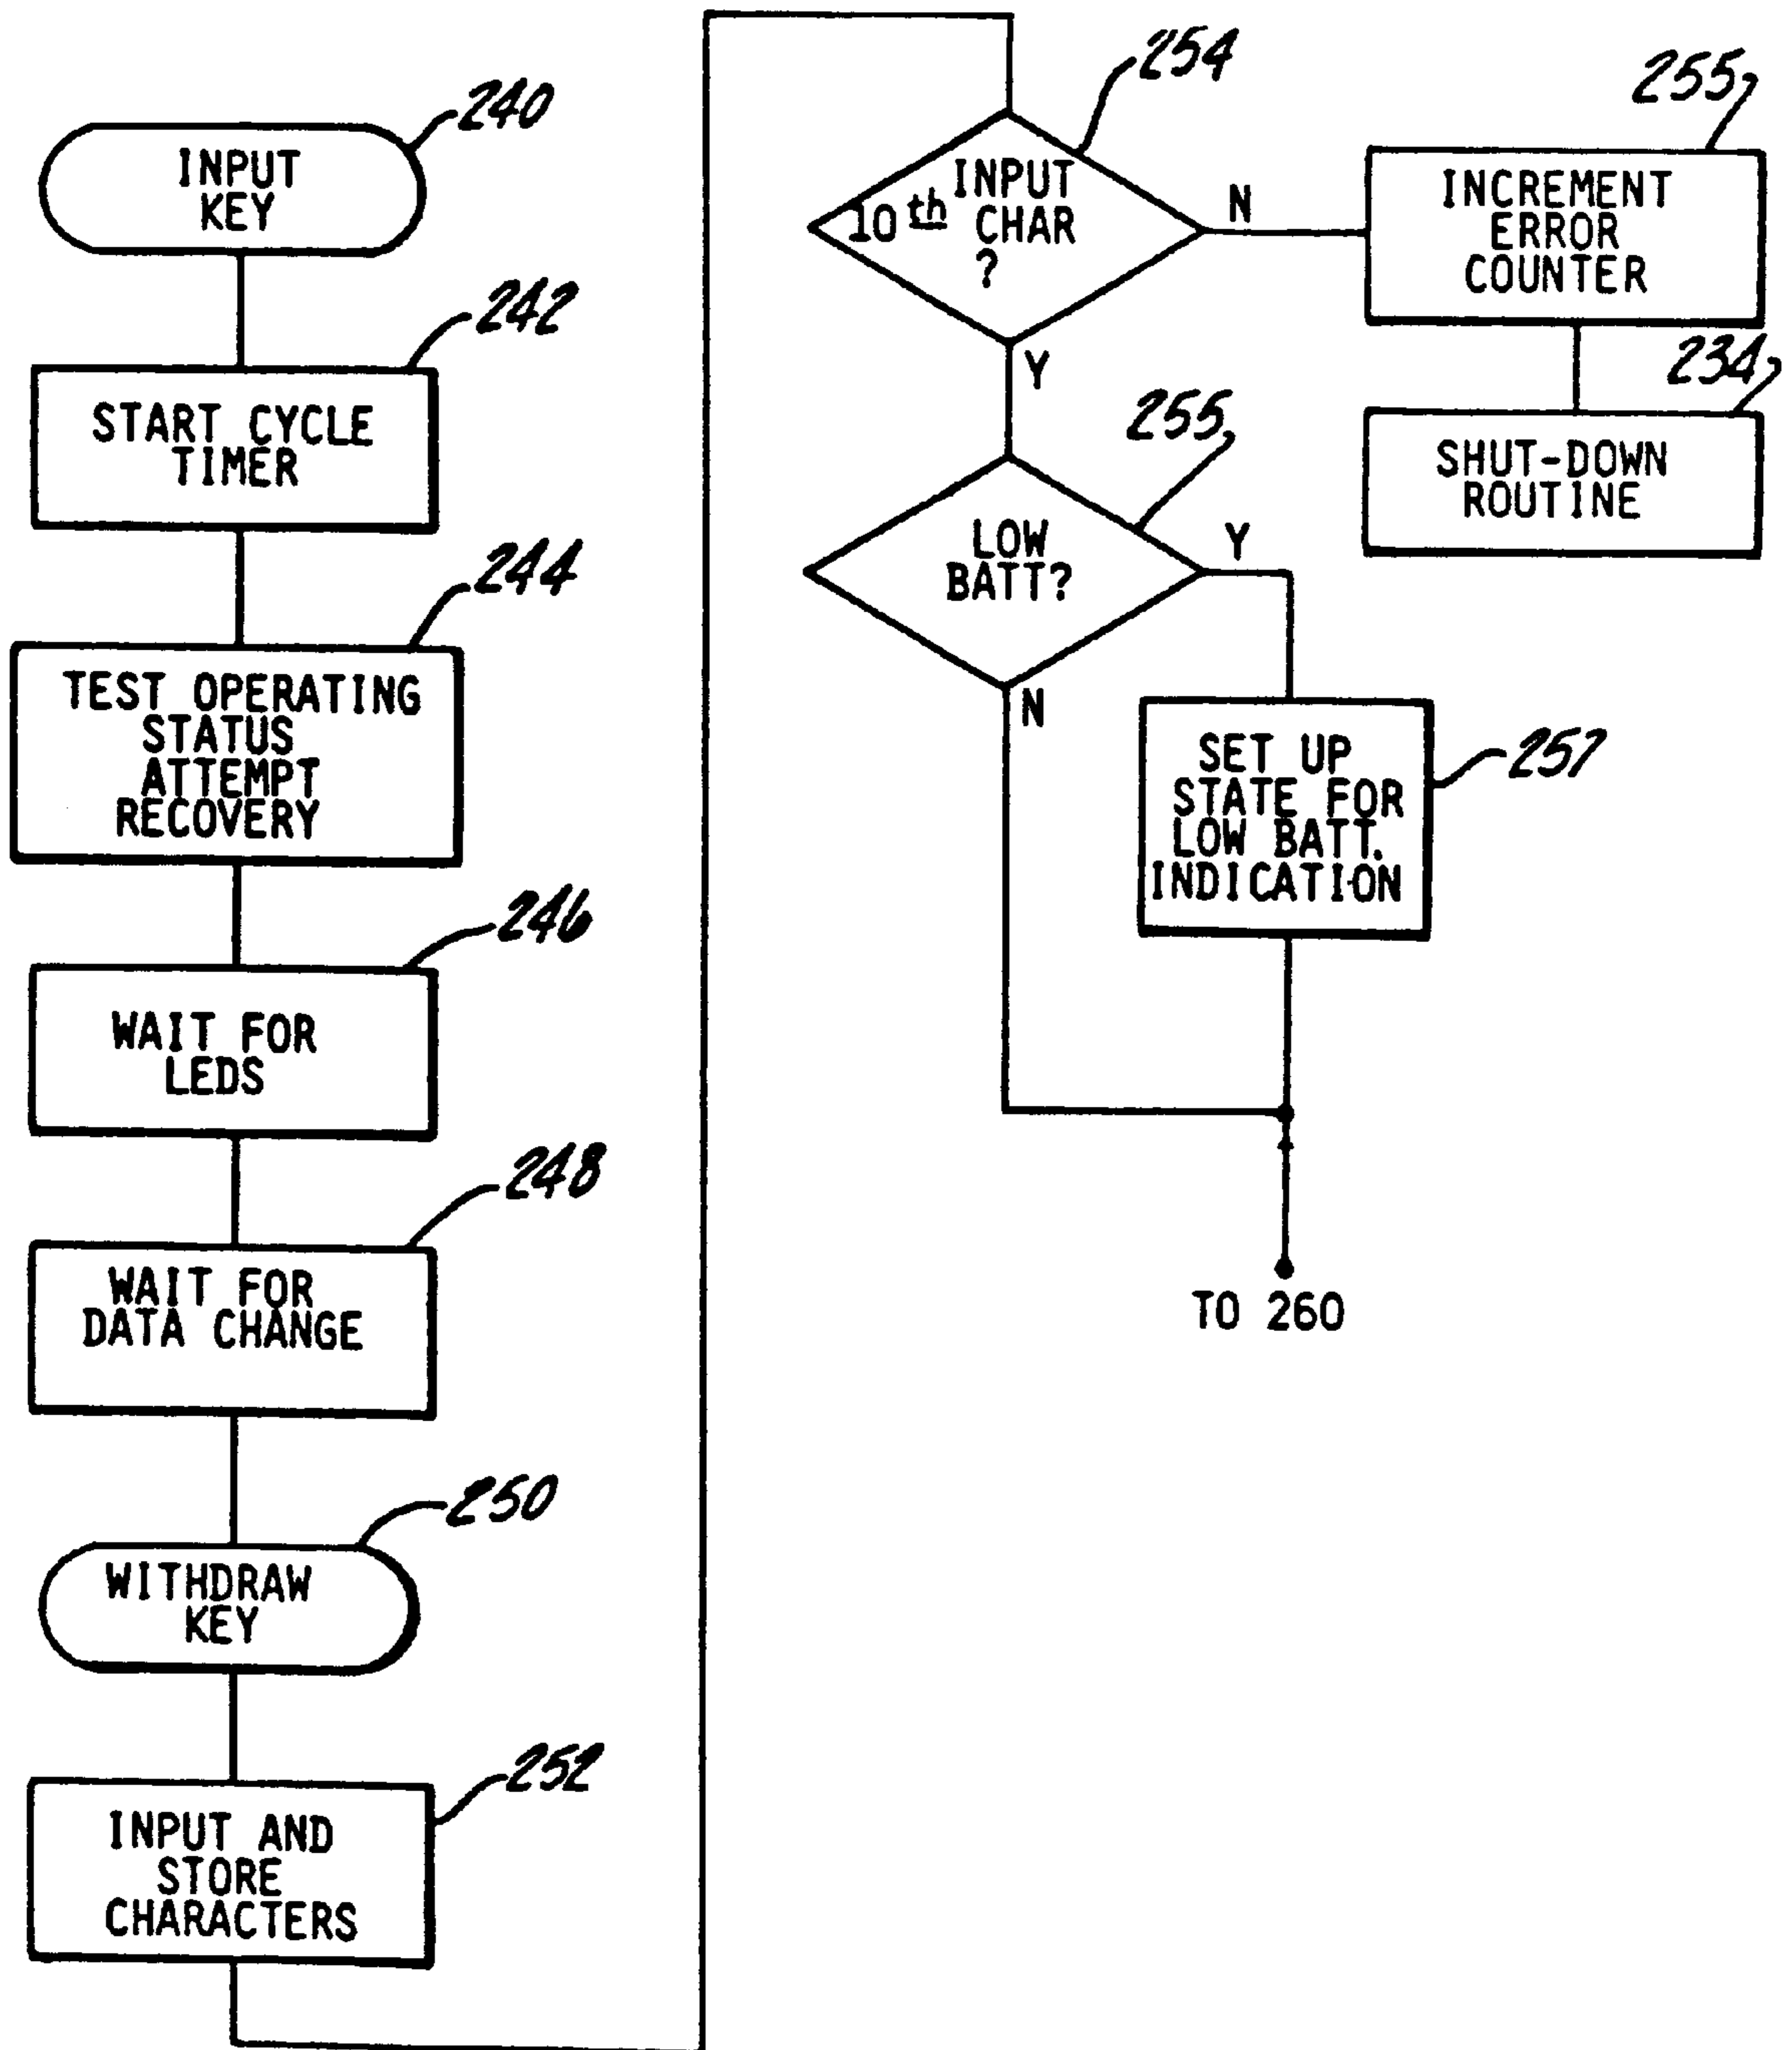 240
INPUT
KEY
242
START CYCLE
TIMER
244
TEST OPERATING
STATUS
ATTEMPT
RECOVERY
246
WAIT FOR
LEDS
248
WAIT FOR
DATA CHANGE
250
WITHDRAW
KEY
252
INPUT AND
STORE
CHARACTERS
254
INPUT
10th CHAR
?
N
Y
255
INCREMENT
ERROR
COUNTER
234
SHUT-DOWN
ROUTINE
255
LOW
BATT?
Y
N
257
SET UP
STATE FOR
LOW BATT.
INDICATION
TO 260